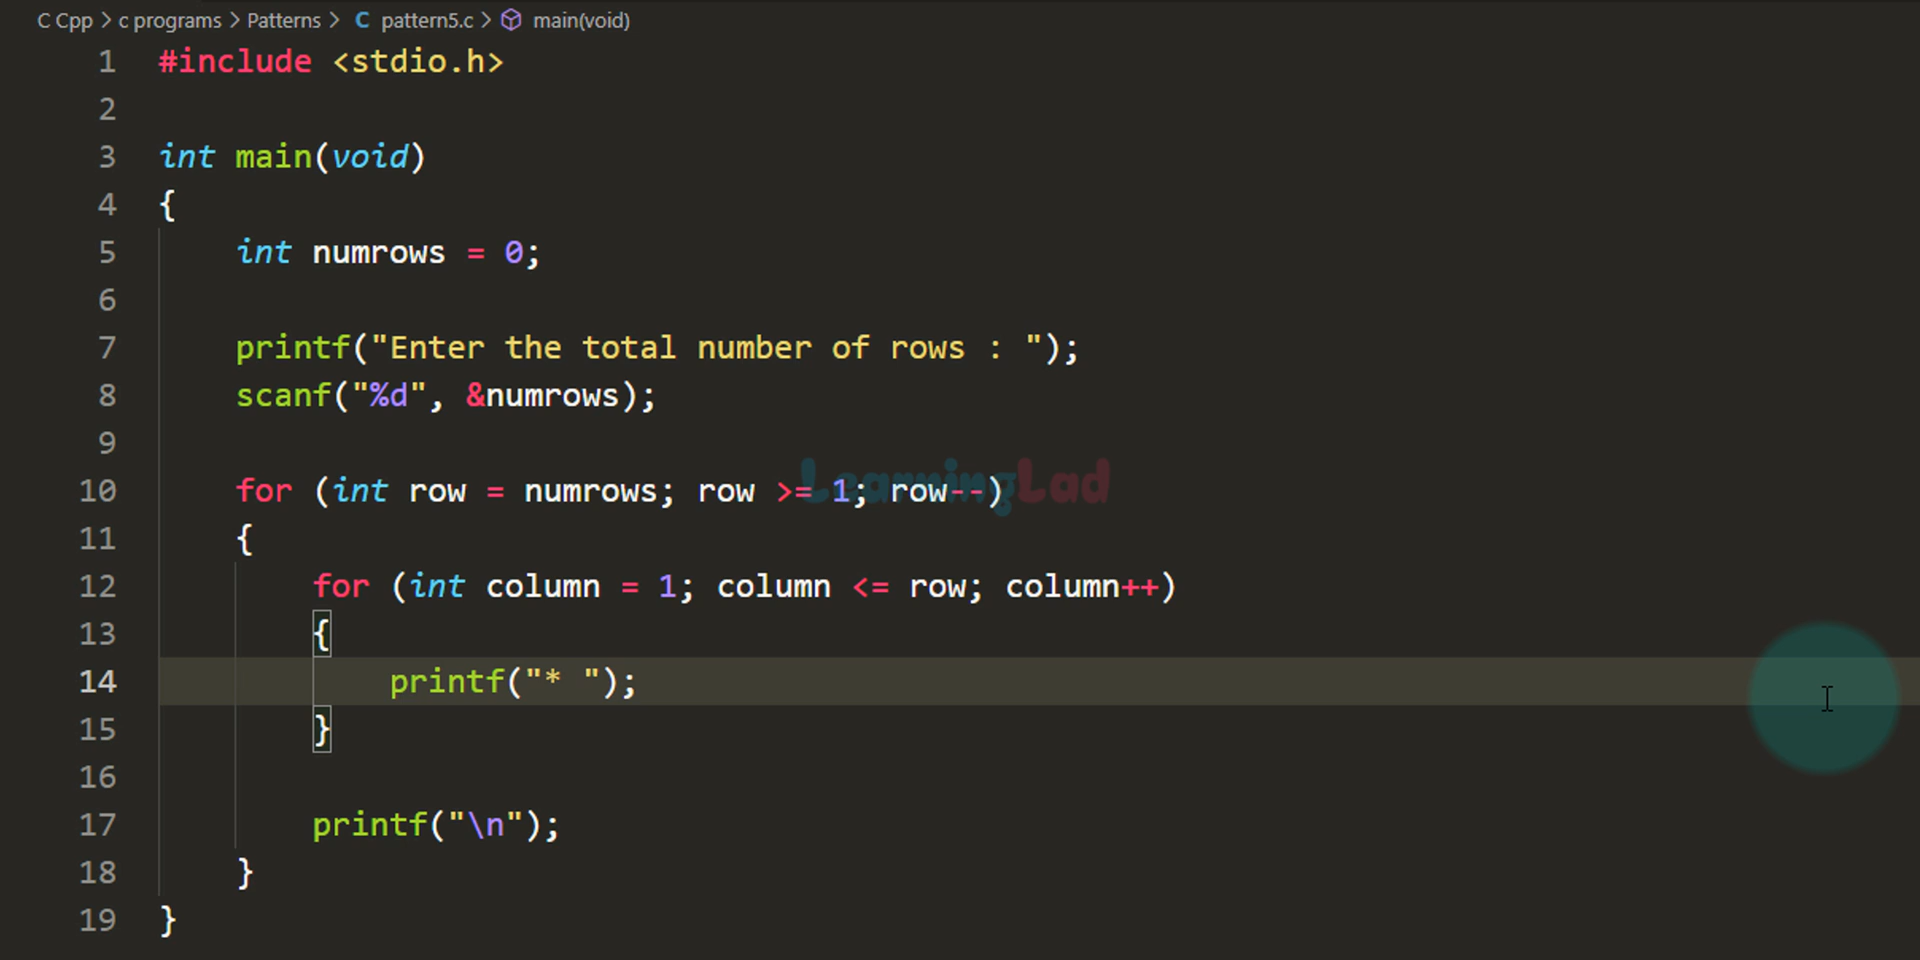 C Cpp > c programs > Patterns > C pattern5.c > main(void)
1 #include <stdio.h>
2
3 int main(void)
4 {
5     int numrows = 0;
6
7     printf("Enter the total number of rows : ");
8     scanf("%d", &numrows);
9
10     for (int row = numrows; row >= 1; row--)
LearningLad
11     {
12         for (int column = 1; column <= row; column++)
13         {
14             printf("* ");
15         }
16
17         printf("\n");
18     }
19 }